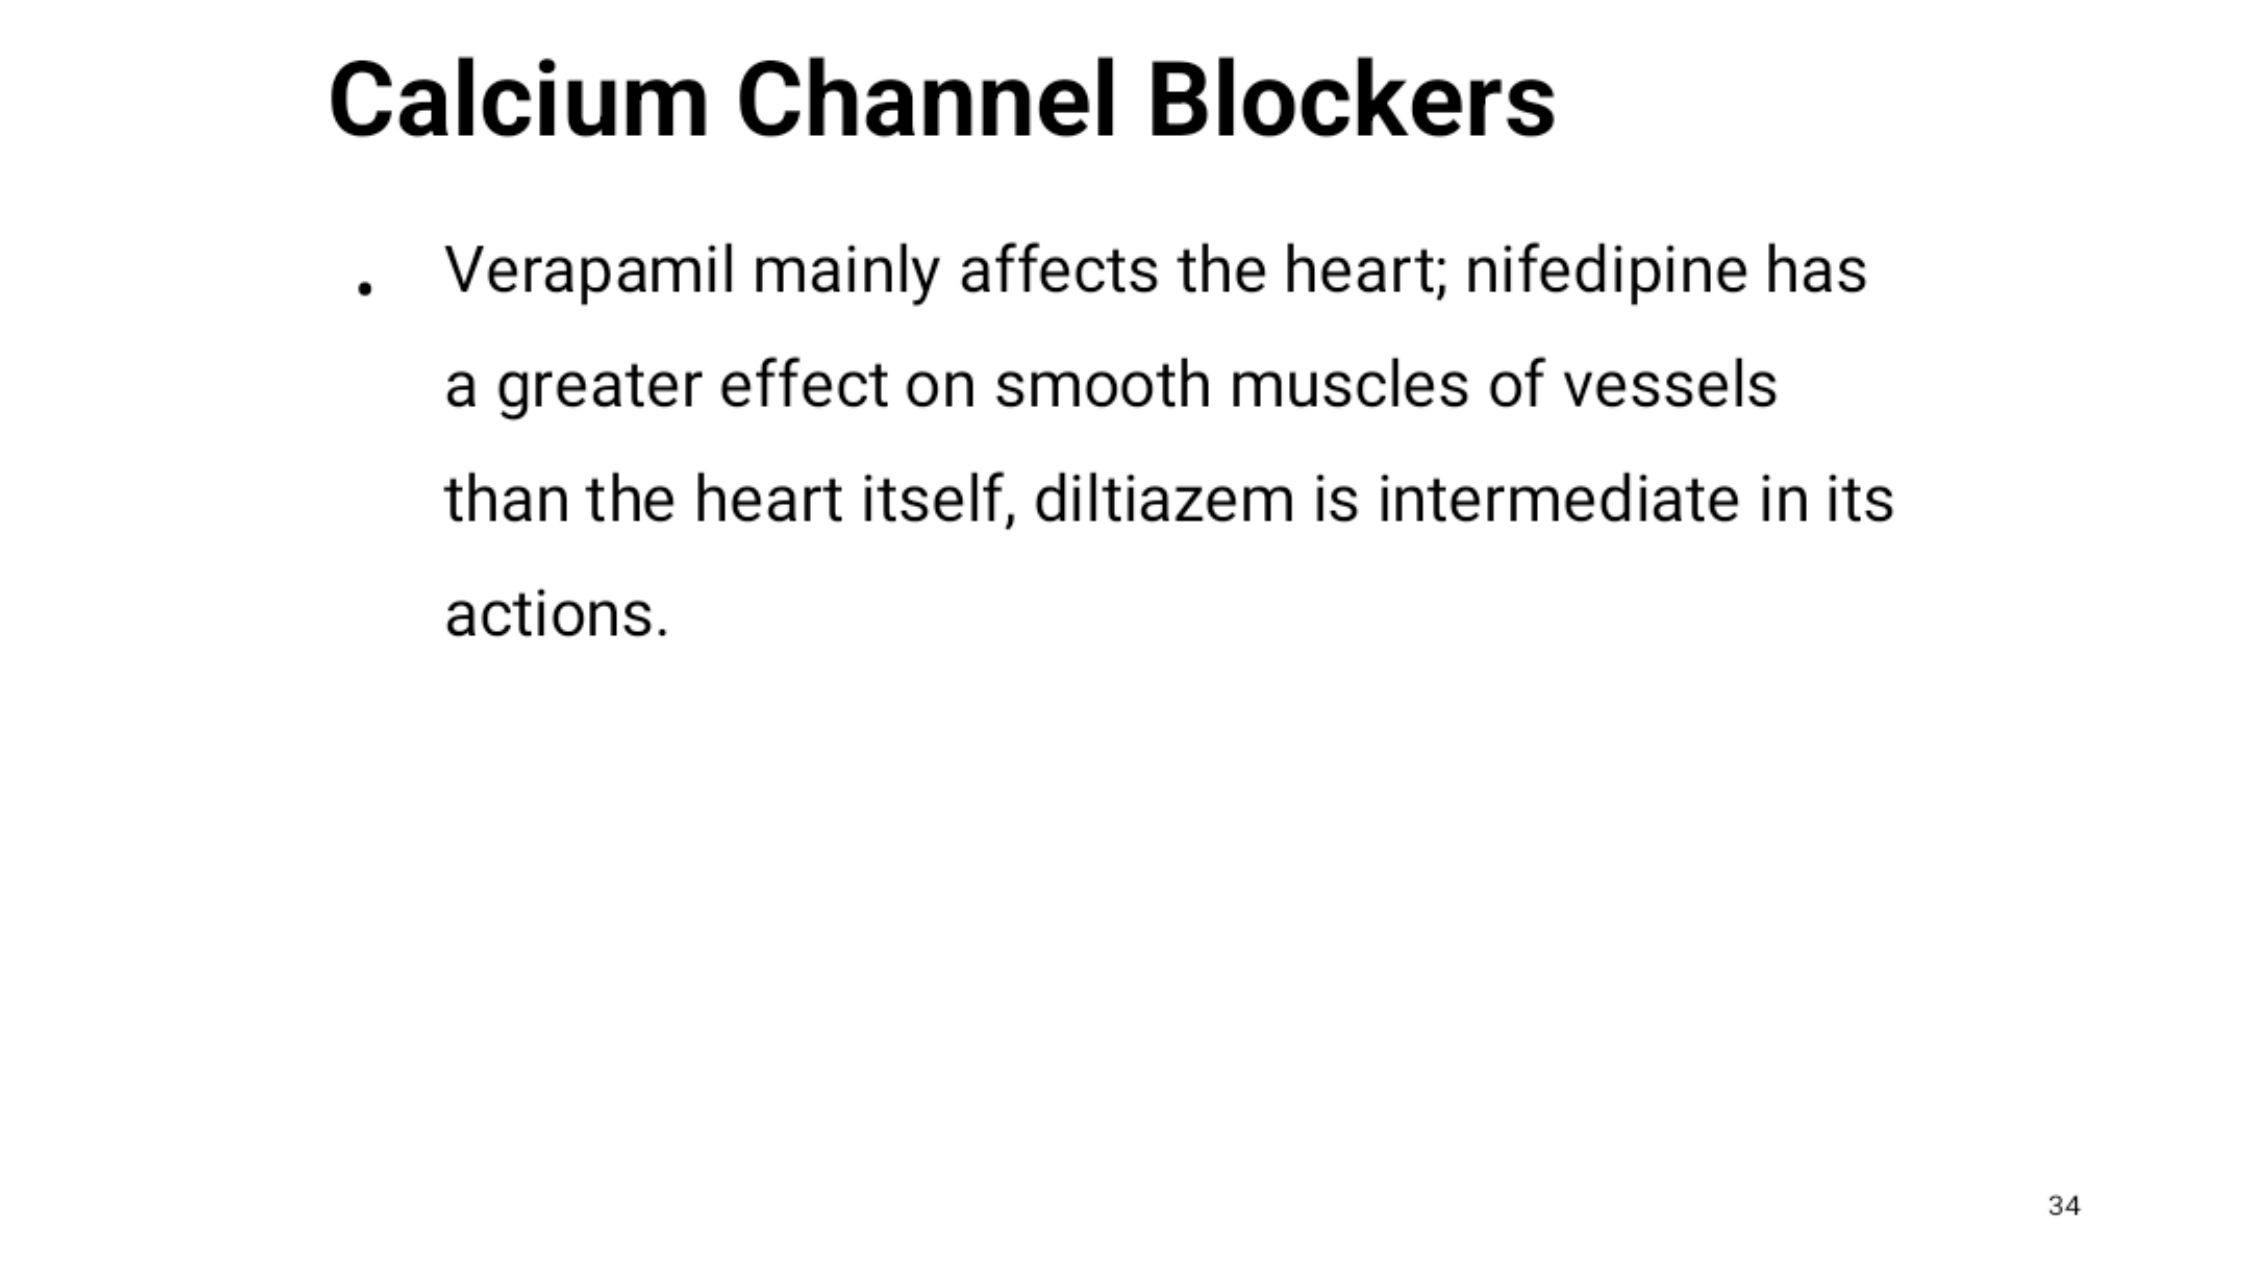 Calcium Channel Blockers
• Verapamil mainly affects the heart; nifedipine has
a greater effect on smooth muscles of vessels
than the heart itself, diltiazem is intermediate in its
actions.
34